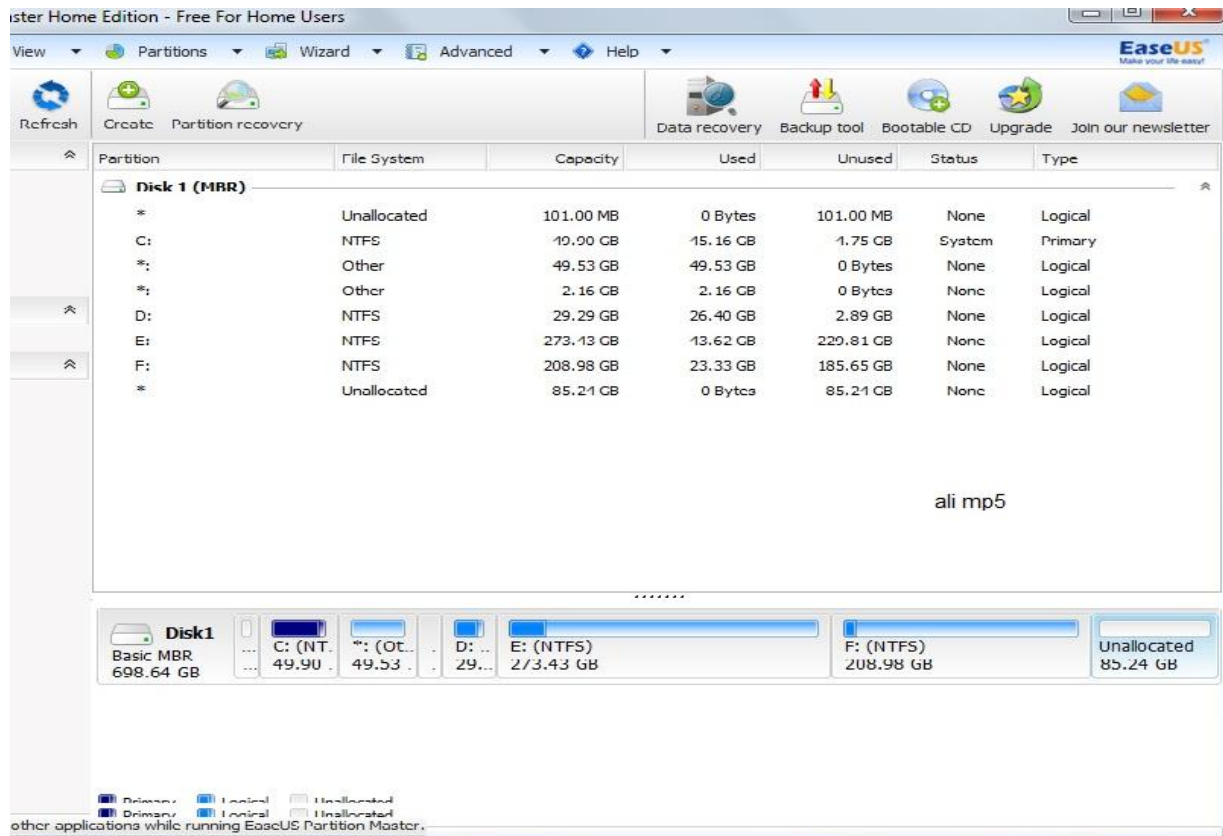 ster Home Edition - Free For Home Users
View Partitions Wizard Advanced Help EaseUS
Make your life easy!
Refresh Create Partition recovery Data recovery Backup tool Bootable CD Upgrade Join our newsletter
Partition File System Capacity Used Unused Status Type
Disk 1 (MBR)
* Unallocated 101.00 MB 0 Bytes 101.00 MB None Logical
C: NTFS 49.90 GB 45.16 GB 4.75 GB System Primary
*: Other 49.53 GB 49.53 GB 0 Bytes None Logical
*: Other 2.16 GB 2.16 GB 0 Bytes None Logical
D: NTFS 29.29 GB 26.40 GB 2.89 GB None Logical
E: NTFS 273.43 GB 43.62 GB 229.81 GB None Logical
F: NTFS 208.98 GB 23.33 GB 185.65 GB None Logical
* Unallocated 85.24 GB 0 Bytes 85.24 GB None Logical
ali mp5
Disk1 ... C: (NT. *: (Ot.. . D: .. E: (NTFS) F: (NTFS) Unallocated
Basic MBR ... 49.90 . 49.53 . . 29... 273.43 GB 208.98 GB 85.24 GB
698.64 GB
Primary Logical Unallocated
Primary Logical Unallocated
other applications while running EaseUS Partition Master.